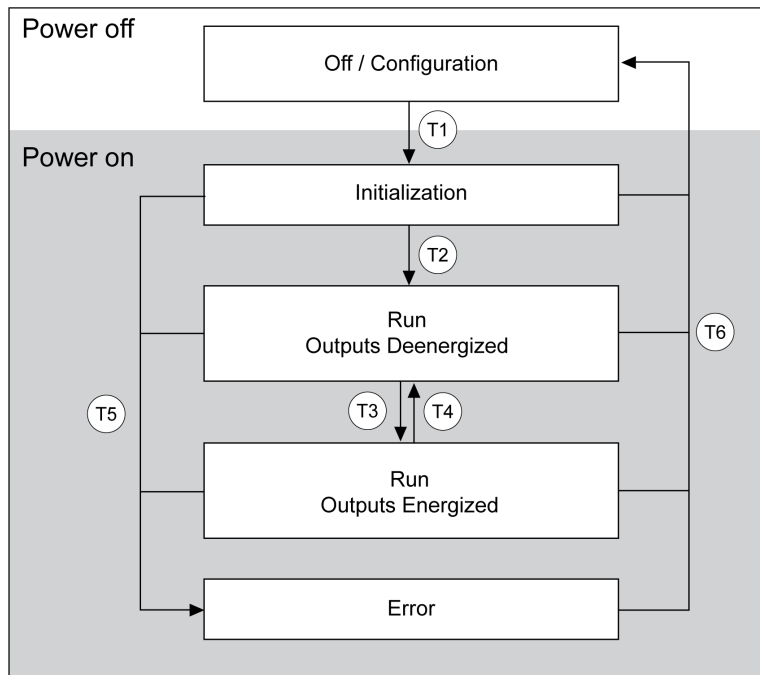 Power off
Off / Configuration
T1
Power on
Initialization
T2
Run
Outputs Deenergized
T6
T5
T3
T4
Run
Outputs Energized
Error